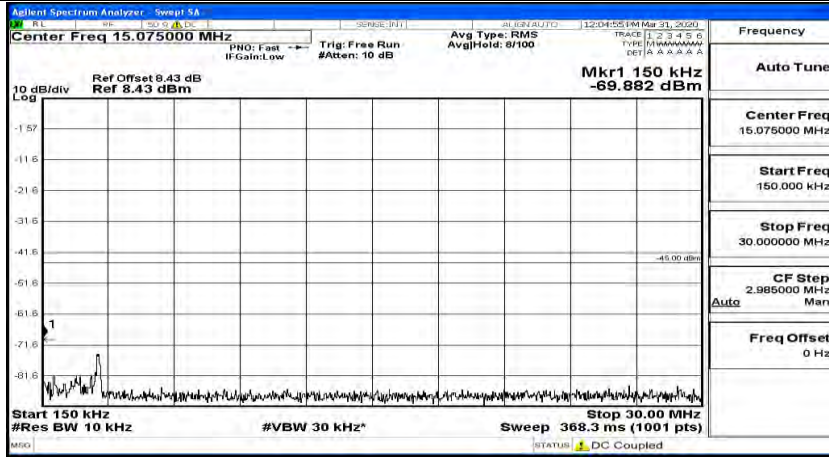 Agilent Spectrum Analyzer - Swept SA
RL RF 50 Ω DC SENSE:INT ALIGN AUTO 12:04:55 PM Mar 31, 2020
Center Freq 15.075000 MHz
PNO: Fast
IFGain:Low
Trig: Free Run
#Atten: 10 dB
Avg Type: RMS
Avg|Hold: 8/100
TRACE 1 2 3 4 5 6
TYPE M WWWWW
DET A A A A A A
Ref Offset 8.43 dB
10 dB/div Ref 8.43 dBm
Log
Mkr1 150 kHz
-69.882 dBm
-1.57
-11.6
-21.6
-31.6
-41.6
-45.00 dBm
-51.6
-61.6
1
-71.6
-81.6
Start 150 kHz Stop 30.00 MHz
#Res BW 10 kHz #VBW 30 kHz* Sweep 368.3 ms (1001 pts)
MSG STATUS DC Coupled
Frequency
Auto Tune
Center Freq
15.075000 MHz
Start Freq
150.000 kHz
Stop Freq
30.000000 MHz
CF Step
2.985000 MHz
Auto Man
Freq Offset
0 Hz